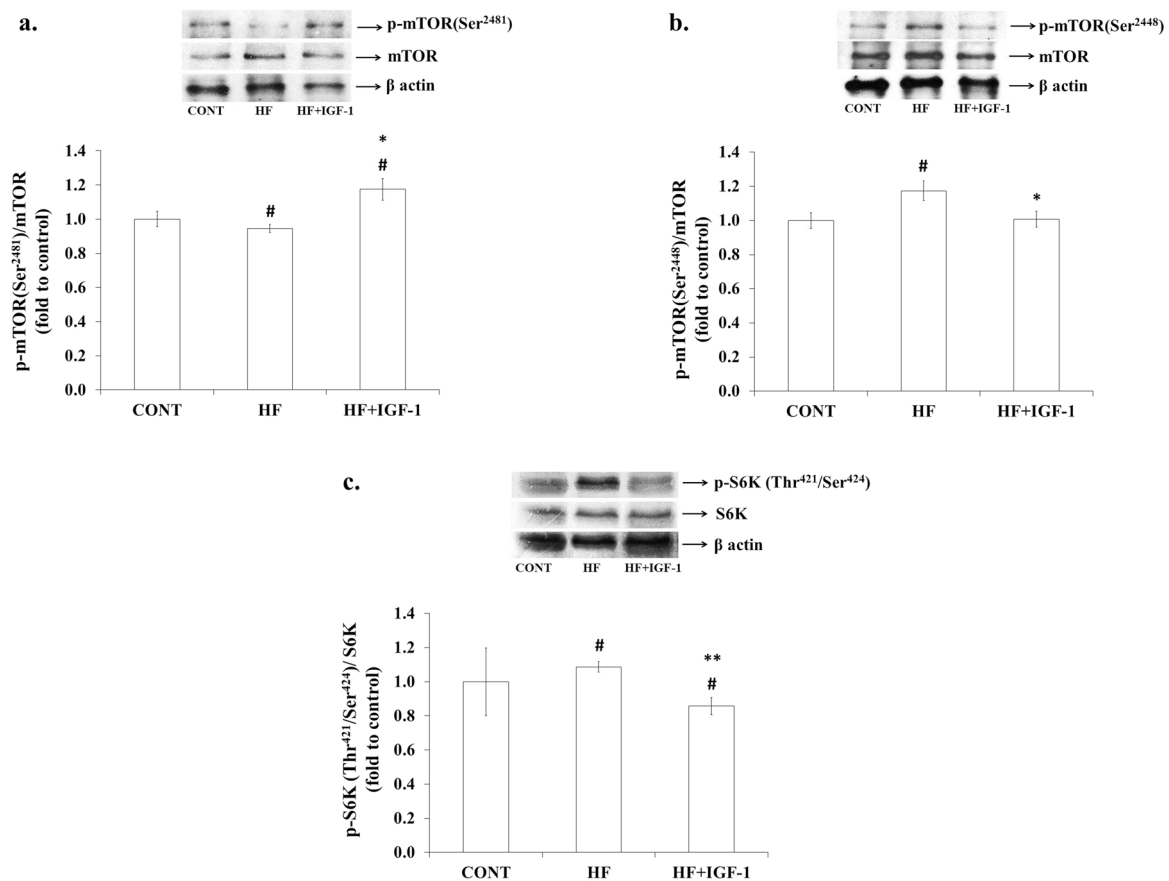 a.
p-mTOR(Ser²⁴⁸¹)
mTOR
β actin
CONT HF HF+IGF-1
*
#
#
p-mTOR(Ser²⁴⁸¹)/mTOR
(fold to control)
1.4
1.2
1.0
0.8
0.6
0.4
0.2
0.0
CONT HF HF+IGF-1
b.
p-mTOR(Ser²⁴⁴⁸)
mTOR
β actin
CONT HF HF+IGF-1
#
*
p-mTOR(Ser²⁴⁴⁸)/mTOR
(fold to control)
1.4
1.2
1.0
0.8
0.6
0.4
0.2
0.0
CONT HF HF+IGF-1
c.
p-S6K (Thr⁴²¹/Ser⁴²⁴)
S6K
β actin
CONT HF HF+IGF-1
#
**
#
p-S6K (Thr⁴²¹/Ser⁴²⁴)/ S6K
(fold to control)
1.4
1.2
1.0
0.8
0.6
0.4
0.2
0.0
CONT HF HF+IGF-1